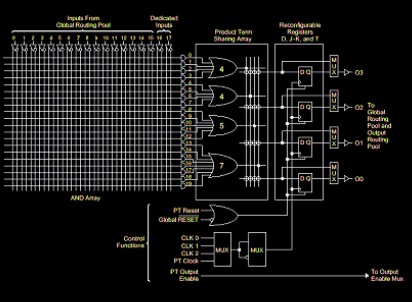 Inputs From
Global Routing Pool
Dedicated
Inputs
0 1 2 3 4 5 6 7 8 9 10 11 12 13 14 15 16 17
Product Term
Sharing Array
Reconfigurable
Registers
D, J-K, and T
4
4
5
7
D Q
D Q
D Q
D Q
MUX
MUX
MUX
MUX
O3
O2
O1
O0
To
Global
Routing
Pool and
Output
Routing
Pool
AND Array
Control
Functions
PT Reset
Global RESET
CLK 0
CLK 1
CLK 2
PT Clock
MUX
MUX
PT Output
Enable
To Output
Enable Mux